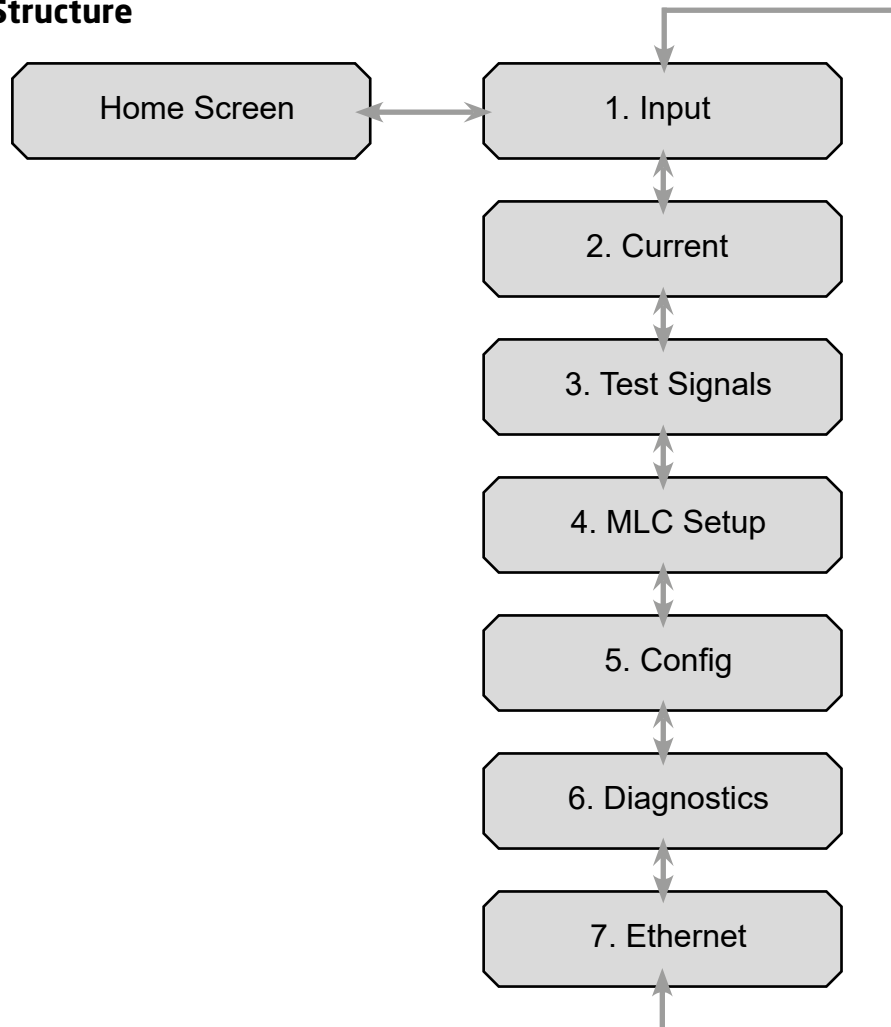 Structure
Home Screen
1. Input
2. Current
3. Test Signals
4. MLC Setup
5. Config
6. Diagnostics
7. Ethernet